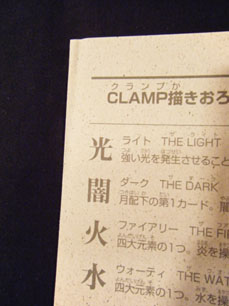 クランプか
CLAMP描きおろ
光 ライト THE LIGHT
強い光を発生させること
闇 ダーク THE DARK
月配下の第1カード。闇
火 ファイアリー THE FI
四大元素の1つ。炎を操
水 ウォーティ THE WAT
四大元素の1つ。水を操